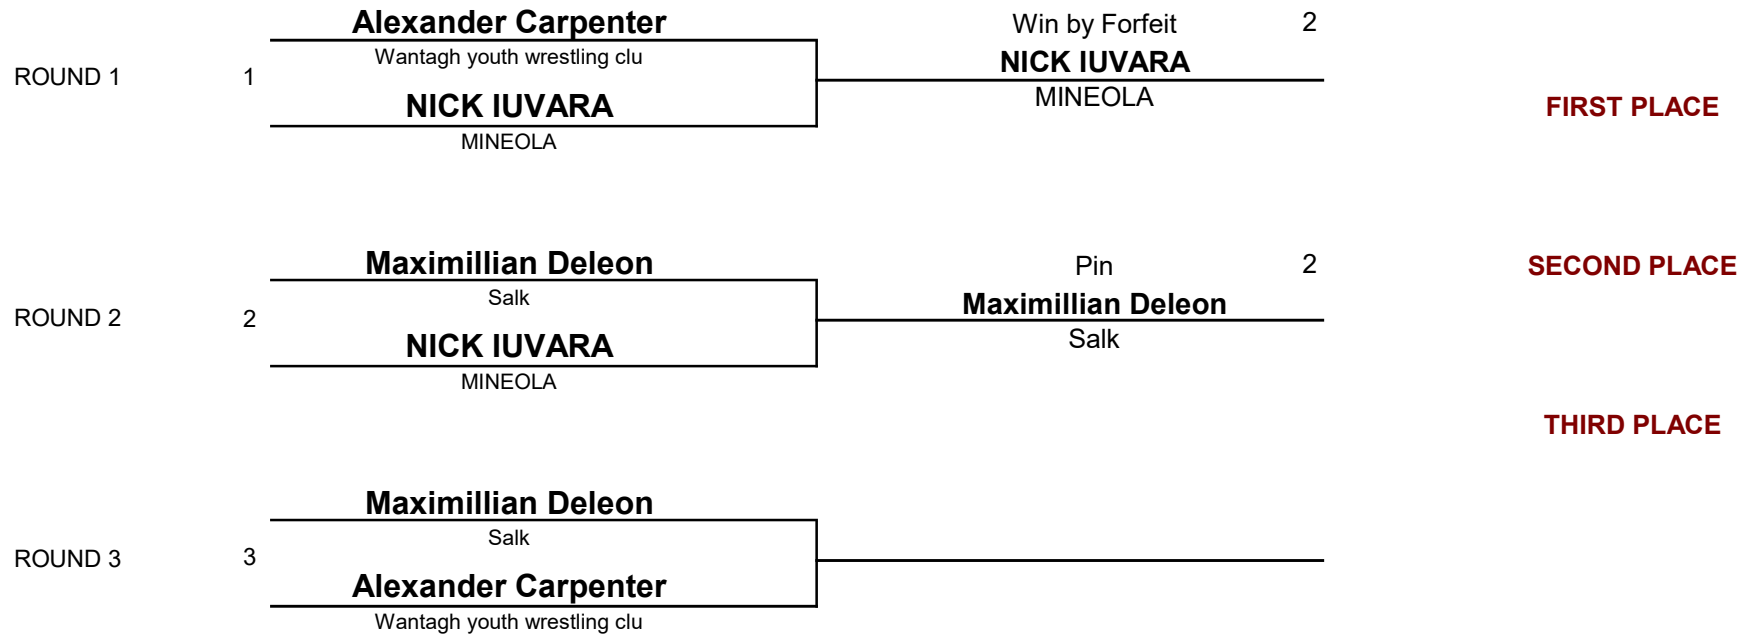 Alexander Carpenter
Win by Forfeit 2
Wantagh youth wrestling clu
NICK IUVARA
ROUND 1 1
MINEOLA
NICK IUVARA
FIRST PLACE
MINEOLA
Maximillian Deleon
Pin 2
SECOND PLACE
Salk
Maximillian Deleon
ROUND 2 2
Salk
NICK IUVARA
MINEOLA
THIRD PLACE
Maximillian Deleon
Salk
ROUND 3 3
Alexander Carpenter
Wantagh youth wrestling clu